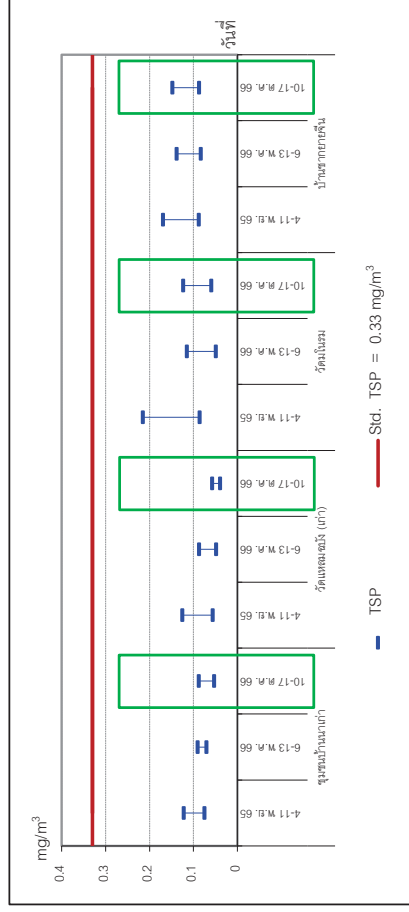 mg/m³
0.4
0.3
0.2
0.1
0
4-11 พ.ย. 65
6-13 พ.ค. 66
10-17 ต.ค. 66
4-11 พ.ย. 65
6-13 พ.ค. 66
10-17 ต.ค. 66
4-11 พ.ย. 65
6-13 พ.ค. 66
10-17 ต.ค. 66
4-11 พ.ย. 65
6-13 พ.ค. 66
10-17 ต.ค. 66
วันที่
ชุมชนบ้านนาเก่า
วัดแหลมฉบัง (เก่า)
วัดมโนรม
บ้านชากยายจีน
TSP
Std. TSP = 0.33 mg/m³